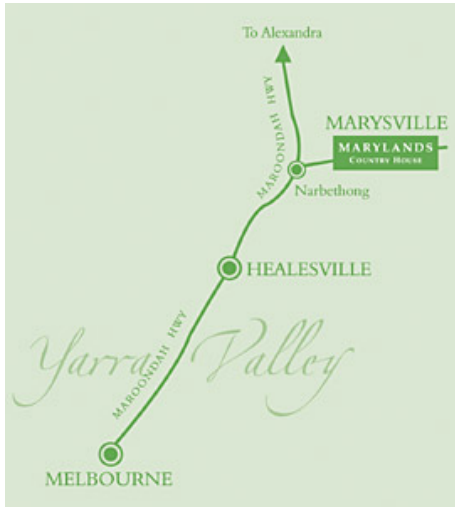 To Alexandra
MAROONDAH HWY
MARYSVILLE
MARYLANDS
COUNTRY HOUSE
Narbethong
HEALESVILLE
MAROONDAH HWY
Yarra Valley
MELBOURNE